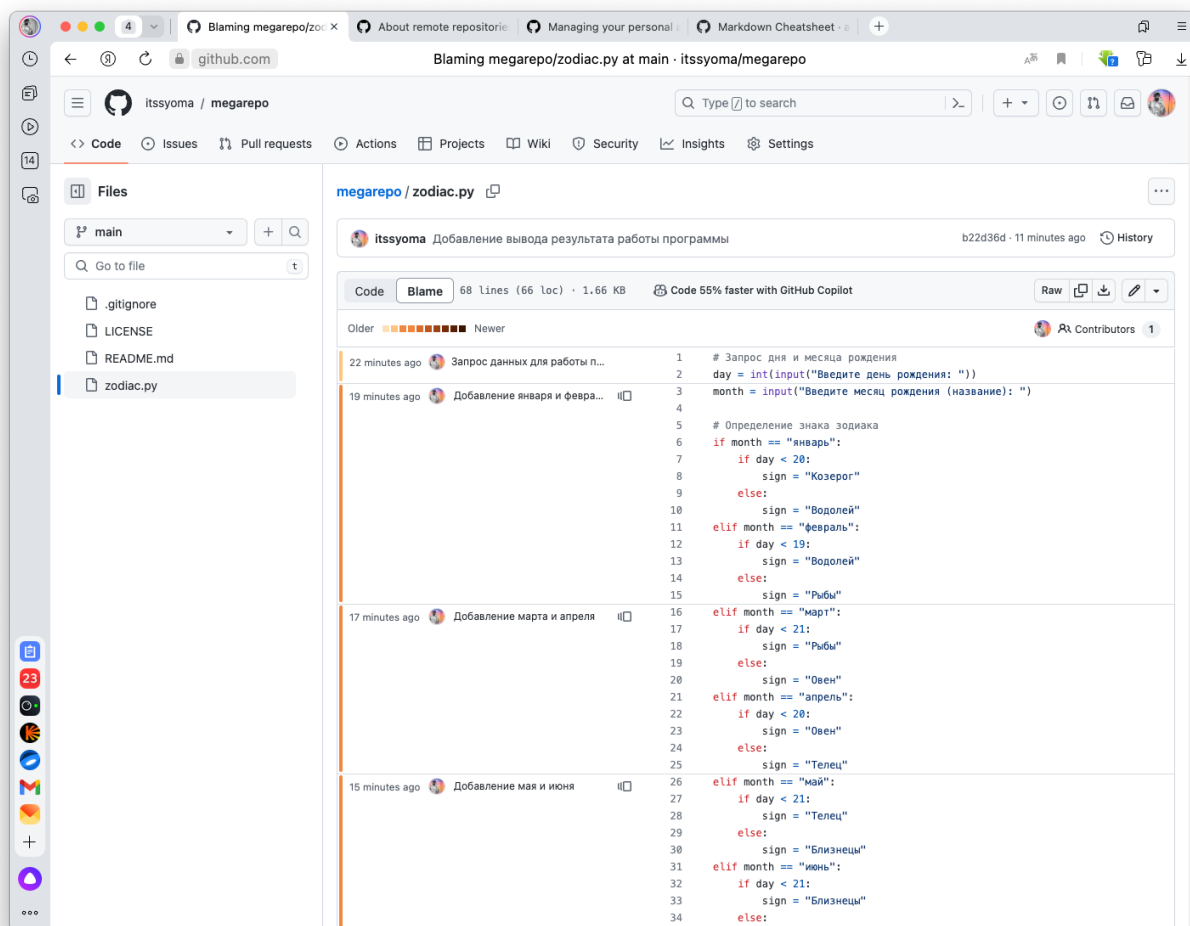 4
Blaming megarepo/zoc
About remote repositorie
Managing your personal
Markdown Cheatsheet · a
github.com
Blaming megarepo/zodiac.py at main · itssyoma/megarepo
itssyoma / megarepo
Type / to search
Code Issues Pull requests Actions Projects Wiki Security Insights Settings
14
Files
megarepo / zodiac.py
main
itssyoma Добавление вывода результата работы программы b22d36d · 11 minutes ago History
Go to file t
Code Blame 68 lines (66 loc) · 1.66 KB Code 55% faster with GitHub Copilot Raw
.gitignore
LICENSE
README.md
zodiac.py
Older Newer Contributors 1
22 minutes ago Запрос данных для работы п...
1 # Запрос дня и месяца рождения
2 day = int(input("Введите день рождения: "))
19 minutes ago Добавление января и февра...
3 month = input("Введите месяц рождения (название): ")
4
5 # Определение знака зодиака
6 if month == "январь":
7 if day < 20:
8 sign = "Козерог"
9 else:
10 sign = "Водолей"
11 elif month == "февраль":
12 if day < 19:
13 sign = "Водолей"
14 else:
15 sign = "Рыбы"
17 minutes ago Добавление марта и апреля
16 elif month == "март":
17 if day < 21:
18 sign = "Рыбы"
19 else:
20 sign = "Овен"
21 elif month == "апрель":
22 if day < 20:
23 sign = "Овен"
24 else:
25 sign = "Телец"
15 minutes ago Добавление мая и июня
26 elif month == "май":
27 if day < 21:
28 sign = "Телец"
29 else:
30 sign = "Близнецы"
31 elif month == "июнь":
32 if day < 21:
33 sign = "Близнецы"
34 else:
23